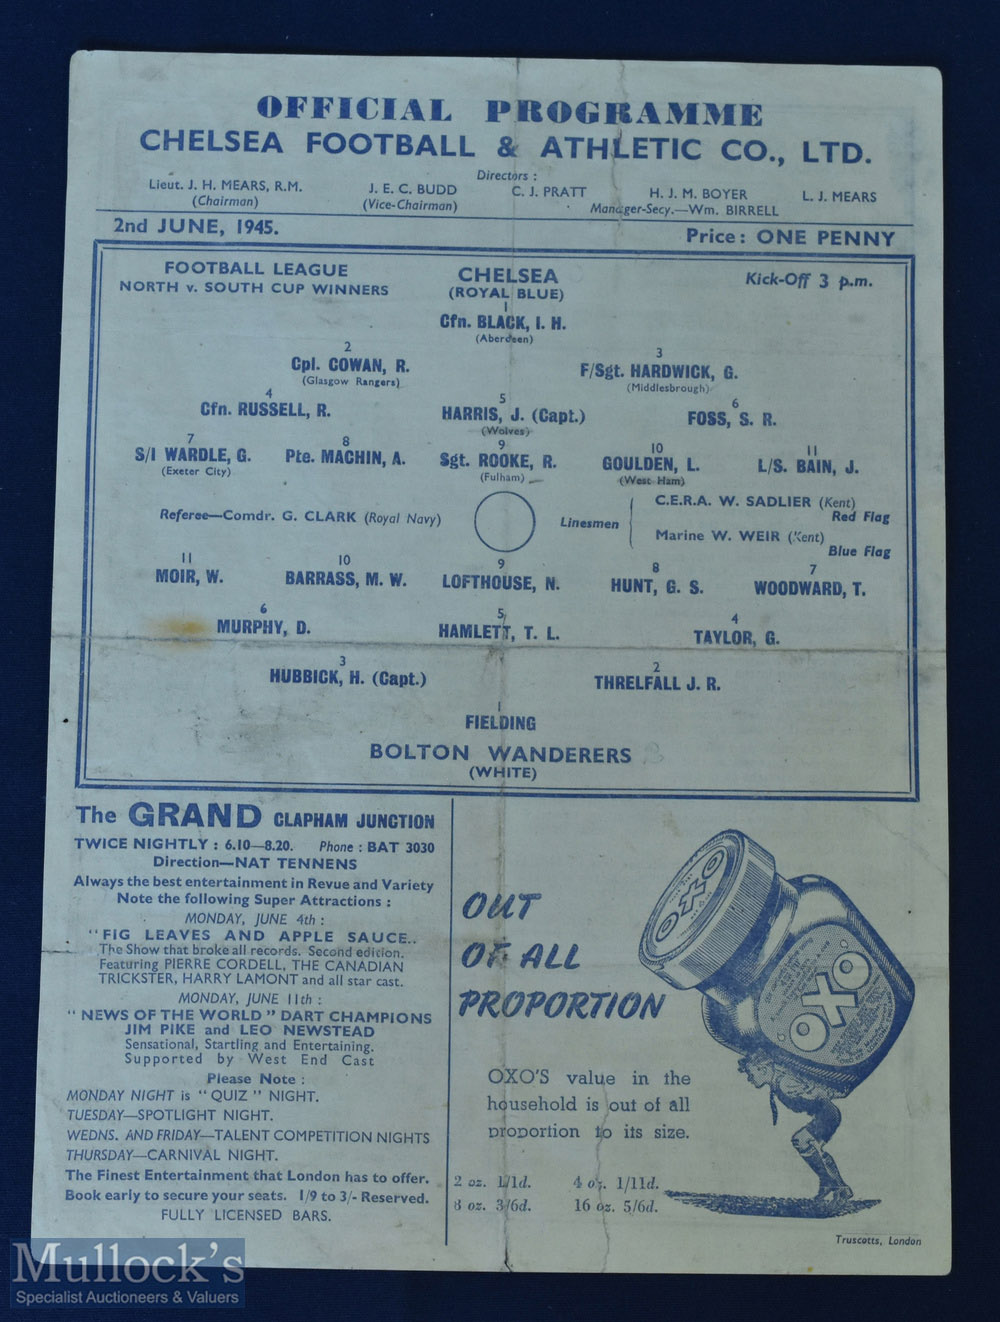 OFFICIAL PROGRAMME
CHELSEA FOOTBALL & ATHLETIC CO., LTD.
Directors :
Lieut. J. H. MEARS, R.M. J. E. C. BUDD C. J. PRATT H. J. M. BOYER L. J. MEARS
(Chairman) (Vice-Chairman) Manager-Secy.—Wm. BIRRELL
2nd JUNE, 1945. Price: ONE PENNY
FOOTBALL LEAGUE
NORTH v. SOUTH CUP WINNERS
CHELSEA
(ROYAL BLUE)
Kick-Off 3 p.m.
1
Cfn. BLACK, I. H.
(Aberdeen)
2 3
Cpl. COWAN, R. F/Sgt. HARDWICK, G.
(Glasgow Rangers) (Middlesbrough)
4 5 6
Cfn. RUSSELL, R. HARRIS, J. (Capt.) FOSS, S. R.
(Wolves)
7 8 9 10 11
S/I WARDLE, G. Pte. MACHIN, A. Sgt. ROOKE, R. GOULDEN, L. L/S. BAIN, J.
(Exeter City) (Fulham) (West Ham)
Referee—Comdr. G. CLARK (Royal Navy)
Linesmen
C.E.R.A. W. SADLIER (Kent)
Red Flag
Marine W. WEIR (Kent)
Blue Flag
11 10 9 8 7
MOIR, W. BARRASS, M. W. LOFTHOUSE, N. HUNT, G. S. WOODWARD, T.
6 5 4
MURPHY, D. HAMLETT, T. L. TAYLOR, G.
3 2
HUBBICK, H. (Capt.) THRELFALL J. R.
1
FIELDING
BOLTON WANDERERS
(WHITE)
The GRAND CLAPHAM JUNCTION
TWICE NIGHTLY : 6.10—8.20. Phone : BAT 3030
Direction—NAT TENNENS
Always the best entertainment in Revue and Variety
Note the following Super Attractions :
MONDAY, JUNE 4th :
"FIG LEAVES AND APPLE SAUCE..
The Show that broke all records. Second edition.
Featuring PIERRE CORDELL, THE CANADIAN
TRICKSTER, HARRY LAMONT and all star cast.
MONDAY, JUNE 11th :
"NEWS OF THE WORLD" DART CHAMPIONS
JIM PIKE and LEO NEWSTEAD
Sensational, Startling and Entertaining.
Supported by West End Cast
Please Note :
MONDAY NIGHT is "QUIZ" NIGHT.
TUESDAY—SPOTLIGHT NIGHT.
WEDNS. AND FRIDAY—TALENT COMPETITION NIGHTS
THURSDAY—CARNIVAL NIGHT.
The Finest Entertainment that London has to offer.
Book early to secure your seats. 1/9 to 3/- Reserved.
FULLY LICENSED BARS.
OUT
OF ALL
PROPORTION
OXO
OXO
OXO'S value in the
household is out of all
proportion to its size.
2 oz. 1/1d. 4 oz. 1/11d.
8 oz. 3/6d. 16 oz. 5/6d.
Truscotts, London
Mullock's
Specialist Auctioneers & Valuers